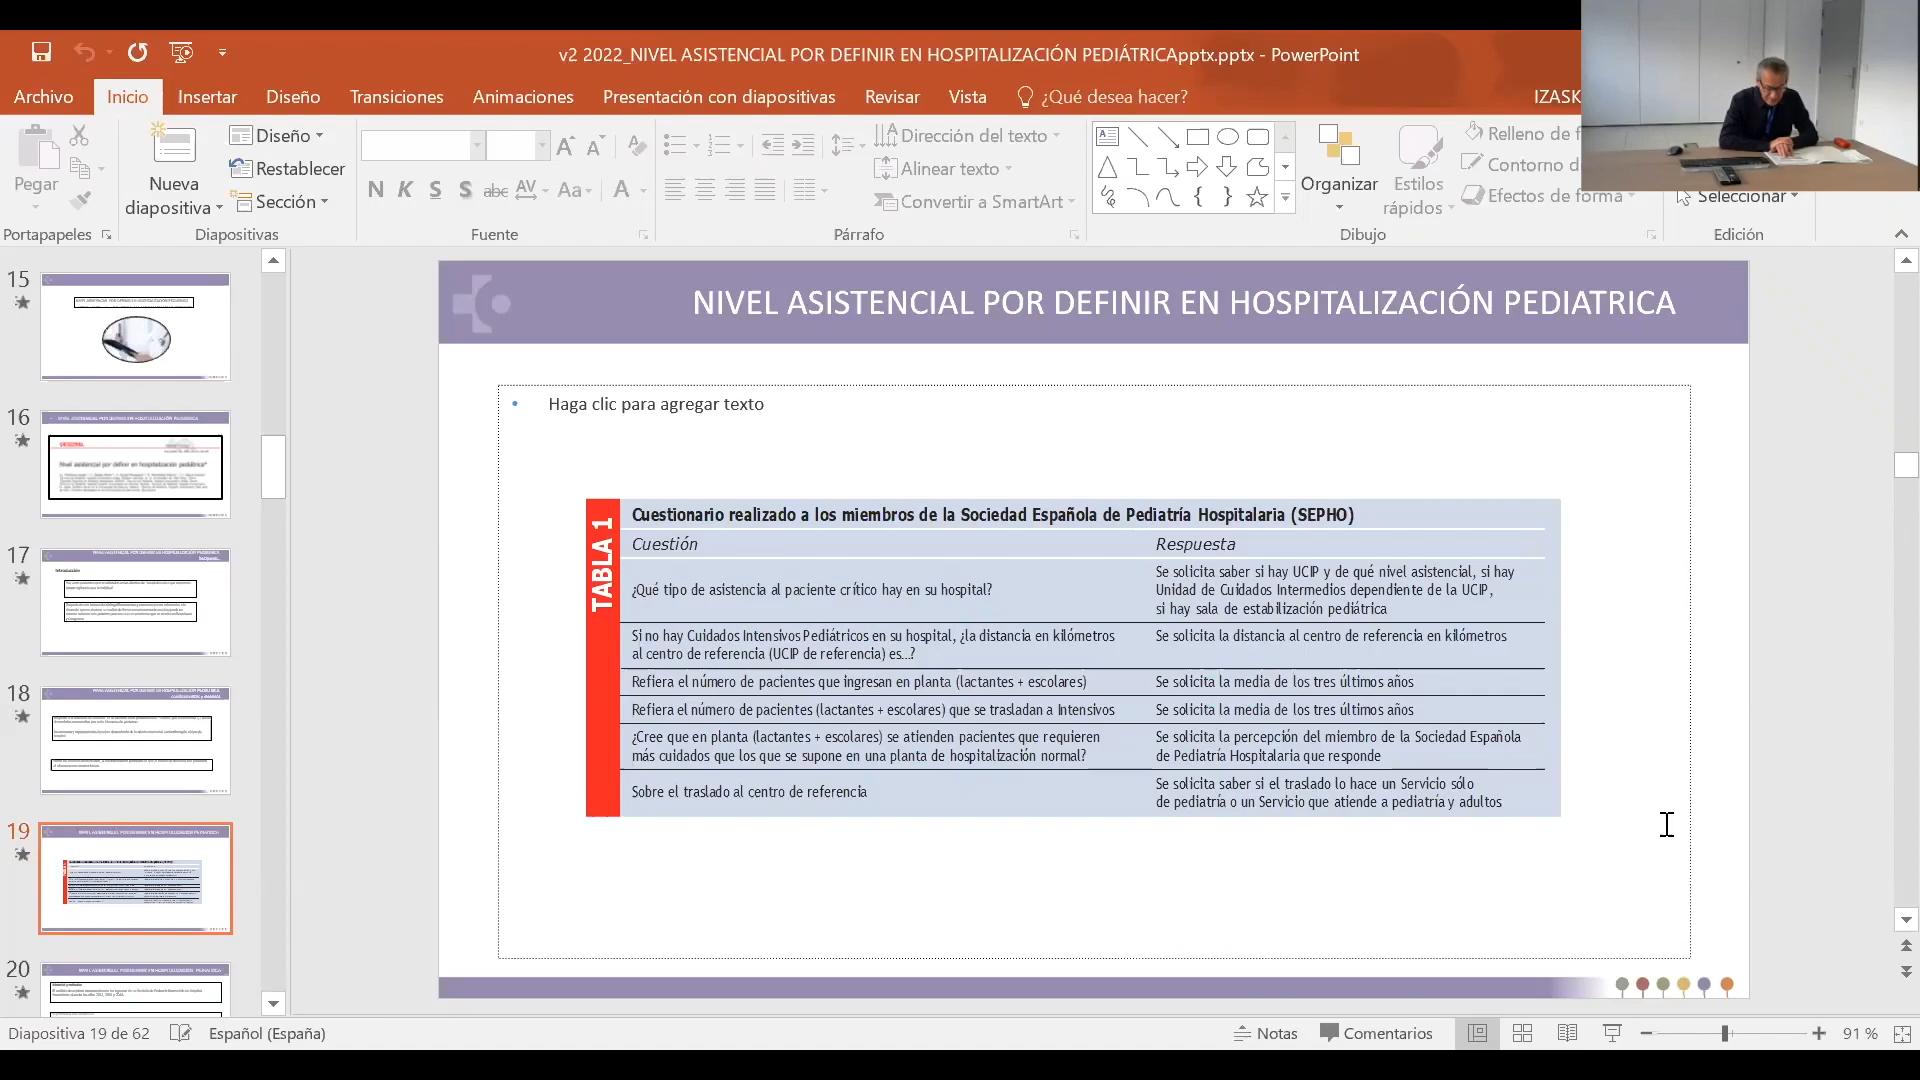 v2 2022_NIVEL ASISTENCIAL POR DEFINIR EN HOSPITALIZACIÓN PEDIÁTRICApptx.pptx - PowerPoint
Archivo
Inicio
Insertar
Diseño
Transiciones
Animaciones
Presentación con diapositivas
Revisar
Vista
¿Qué desea hacer?
IZASK
Pegar
Nueva
diapositiva
Diseño
Restablecer
Sección
N K S S abc AV Aa A
Dirección del texto
Alinear texto
Convertir a SmartArt
Organizar
Estilos
rápidos
Relleno de f
Contorno d
Efectos de forma
Seleccionar
Portapapeles
Diapositivas
Fuente
Párrafo
Dibujo
Edición
15
16
17
18
19
20
NIVEL ASISTENCIAL POR DEFINIR EN HOSPITALIZACIÓN PEDIATRICA
• Haga clic para agregar texto
TABLA 1
Cuestionario realizado a los miembros de la Sociedad Española de Pediatría Hospitalaria (SEPHO)
Cuestión
Respuesta
¿Qué tipo de asistencia al paciente crítico hay en su hospital?
Se solicita saber si hay UCIP y de qué nivel asistencial, si hay
Unidad de Cuidados Intermedios dependiente de la UCIP,
si hay sala de estabilización pediátrica
Si no hay Cuidados Intensivos Pediátricos en su hospital, ¿la distancia en kilómetros
al centro de referencia (UCIP de referencia) es...?
Se solicita la distancia al centro de referencia en kilómetros
Refiera el número de pacientes que ingresan en planta (lactantes + escolares)
Se solicita la media de los tres últimos años
Refiera el número de pacientes (lactantes + escolares) que se trasladan a Intensivos
Se solicita la media de los tres últimos años
¿Cree que en planta (lactantes + escolares) se atienden pacientes que requieren
más cuidados que los que se supone en una planta de hospitalización normal?
Se solicita la percepción del miembro de la Sociedad Española
de Pediatría Hospitalaria que responde
Sobre el traslado al centro de referencia
Se solicita saber si el traslado lo hace un Servicio sólo
de pediatría o un Servicio que atiende a pediatría y adultos
Diapositiva 19 de 62
Español (España)
Notas
Comentarios
91 %